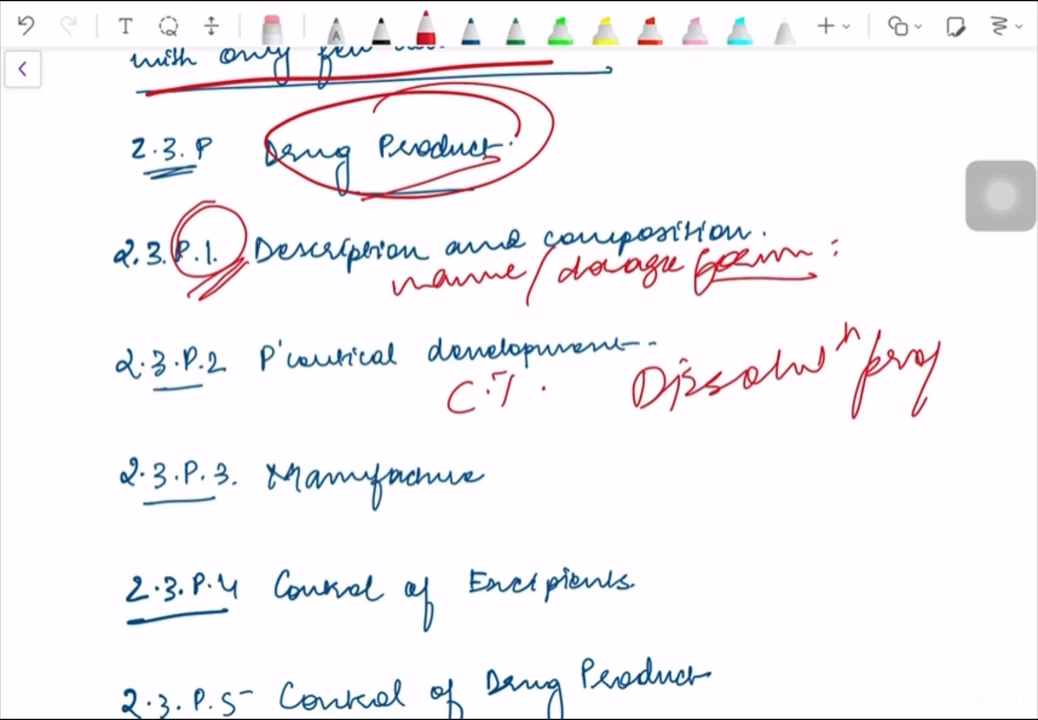 with only few
2.3.P Drug Product.
2.3.P.1. Description and composition.
name/dosage form:
2.3.P.2 P'ceutical development.
C.T. Dissolutn prof
2.3.P.3. Manufacture
2.3.P.4 Control of Excipients.
2.3.P.5 Control of Drug Product